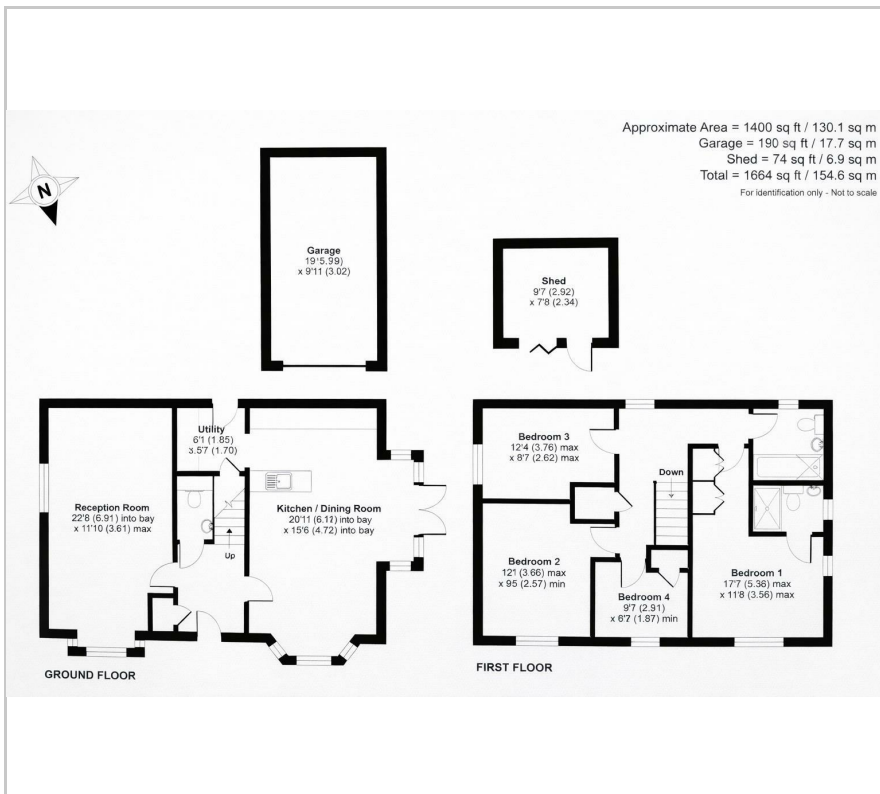 Approximate Area = 1400 sq ft / 130.1 sq m
Garage = 190 sq ft / 17.7 sq m
Shed = 74 sq ft / 6.9 sq m
Total = 1664 sq ft / 154.6 sq m
For identification only - Not to scale
N
Garage
19'5.99)
x 9'11 (3.02)
Shed
9'7 (2.92)
x 7'8 (2.34)
Utility
6'1 (1.85)
3.5'7 (1.70)
Reception Room
22'8 (6.91) into bay
x 11'10 (3.61) max
Kitchen / Dining Room
20'11 (6.11) into bay
x 15'6 (4.72) into bay
Up
GROUND FLOOR
Bedroom 3
12'4 (3.76) max
x 8'7 (2.62) max
Down
Bedroom 2
121 (3.66) max
x 95 (2.57) min
Bedroom 4
9'7 (2.91)
x 6'7 (1.87) min
Bedroom 1
17'7 (5.36) max
x 11'8 (3.56) max
FIRST FLOOR